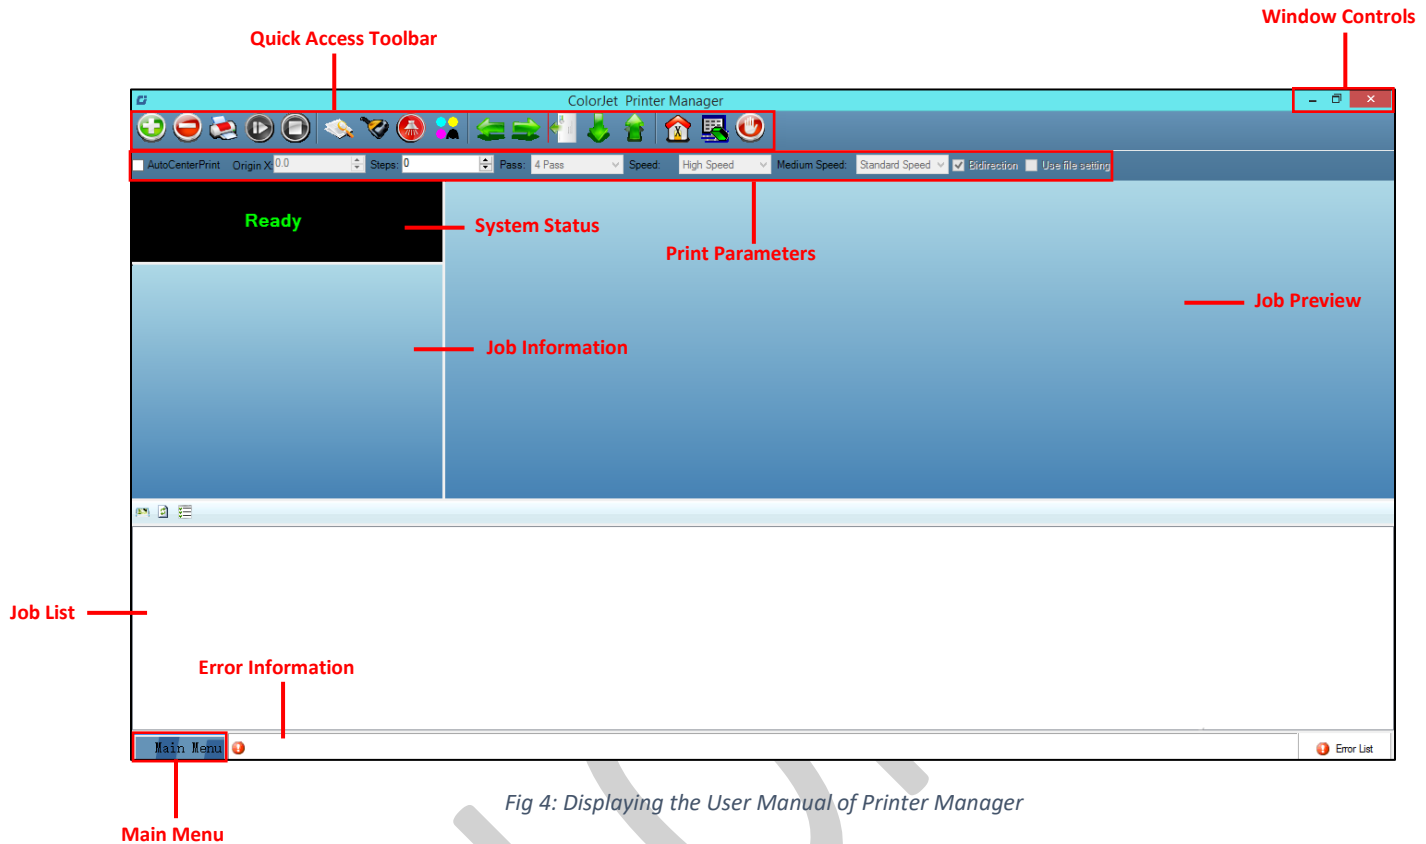 Window Controls
Quick Access Toolbar
ColorJet Printer Manager
AutoCenterPrint Origin X: 0.0 Steps: 0 Pass: 4 Pass Speed: High Speed Medium Speed: Standard Speed Bidirection Use file setting
Ready
System Status
Print Parameters
Job Preview
Job Information
Job List
Error Information
Main Menu
Error List
Fig 4: Displaying the User Manual of Printer Manager
Main Menu